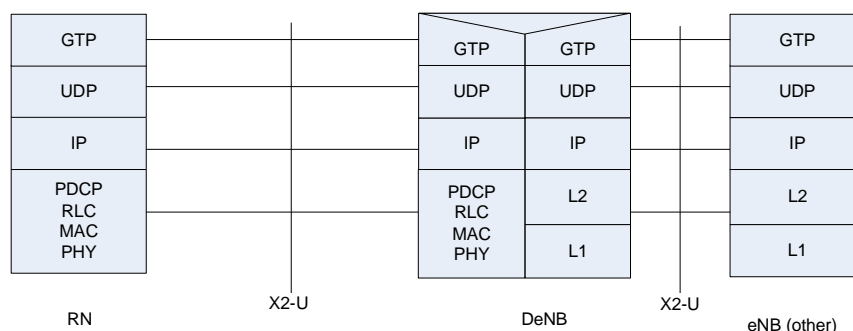 GTP
UDP
IP
PDCP
RLC
MAC
PHY
RN
X2-U
GTP
GTP
UDP
UDP
IP
IP
PDCP
RLC
MAC
PHY
L2
L1
DeNB
X2-U
GTP
UDP
IP
L2
L1
eNB (other)